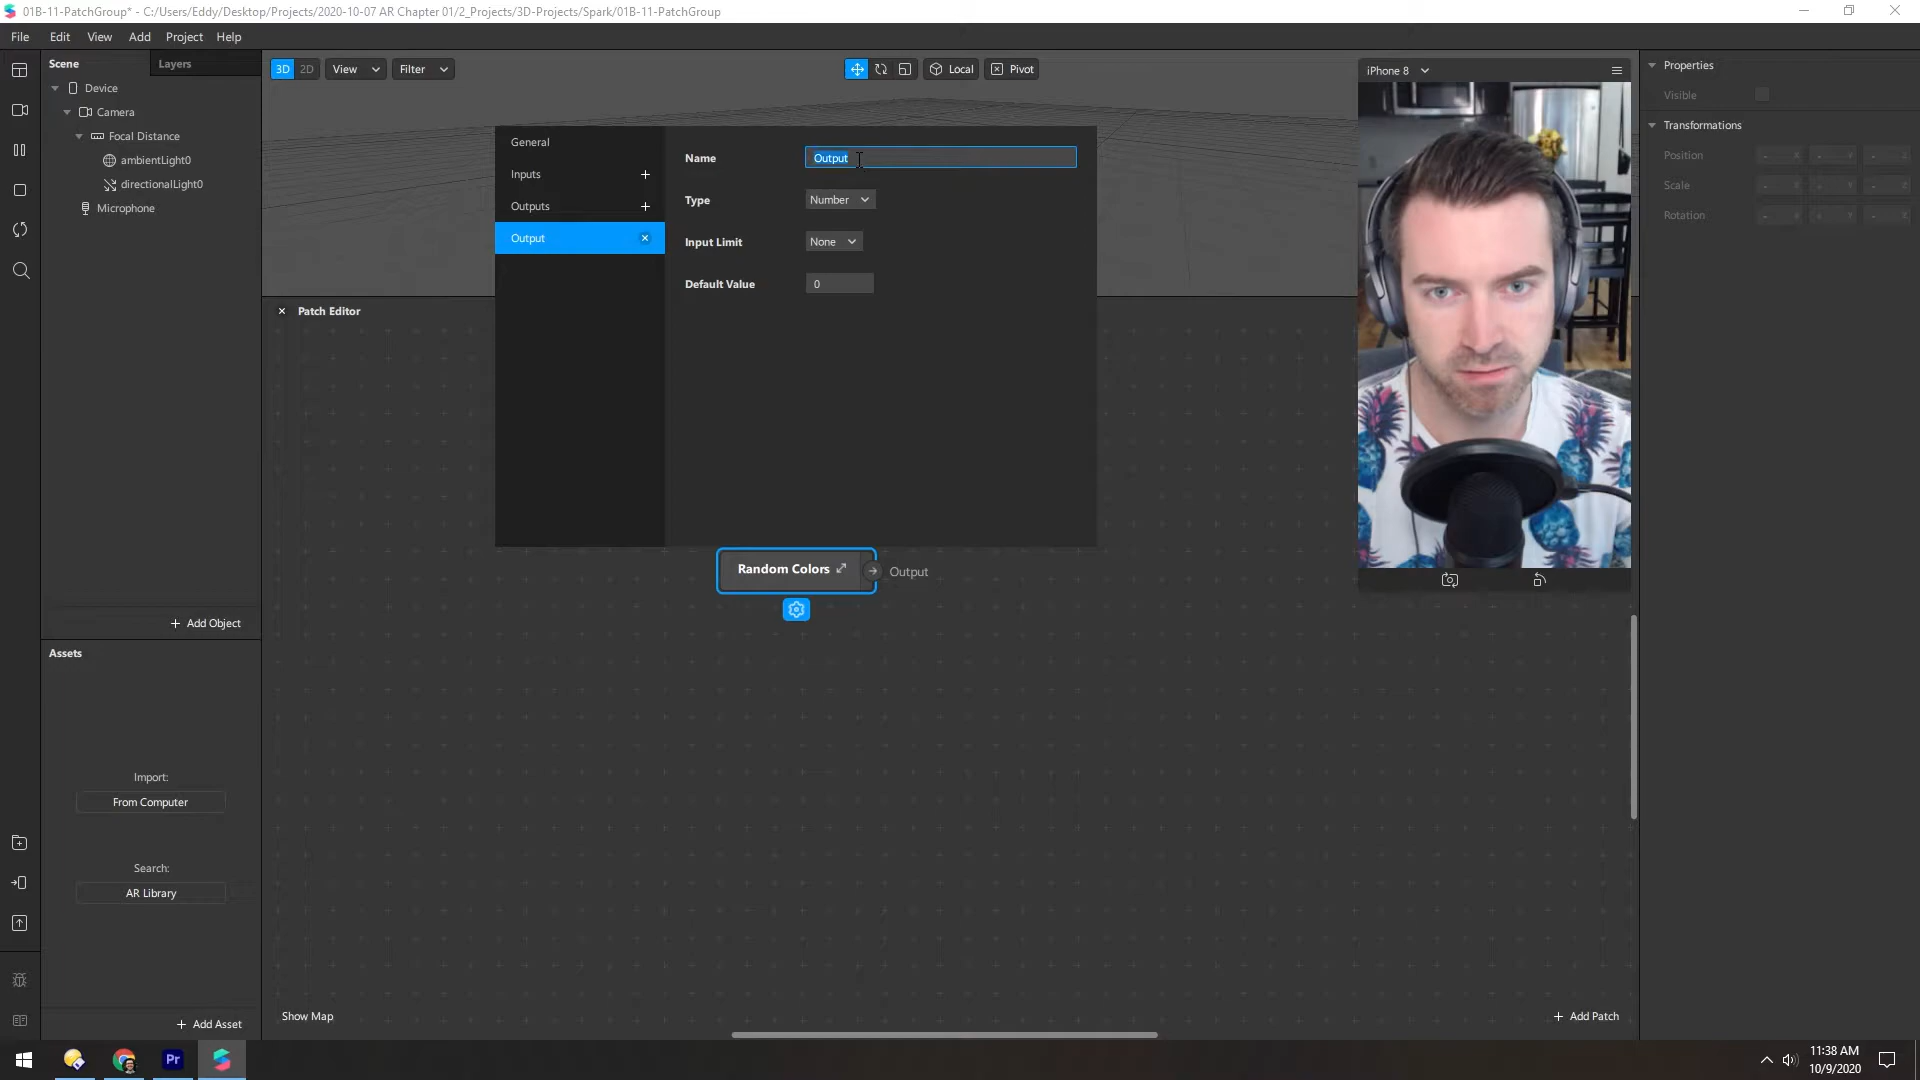 01B-11-PatchGroup* - C:/Users/Eddy/Desktop/Projects/2020-10-07 AR Chapter 01/2_Projects/3D-Projects/Spark/01B-11-PatchGroup
File Edit View Add Project Help
Scene Layers
Device
Camera
Focal Distance
ambientLight0
directionalLight0
Microphone
+ Add Object
Assets
Import:
From Computer
Search:
AR Library
+ Add Asset
3D 2D View Filter Local Pivot
General
Inputs +
Outputs +
Output ×
Name Output
Type Number
Input Limit None
Default Value 0
× Patch Editor
Random Colors Output
Show Map + Add Patch
iPhone 8
Properties
Visible
Transformations
Position
Scale
Rotation
Pr
11:38 AM
10/9/2020